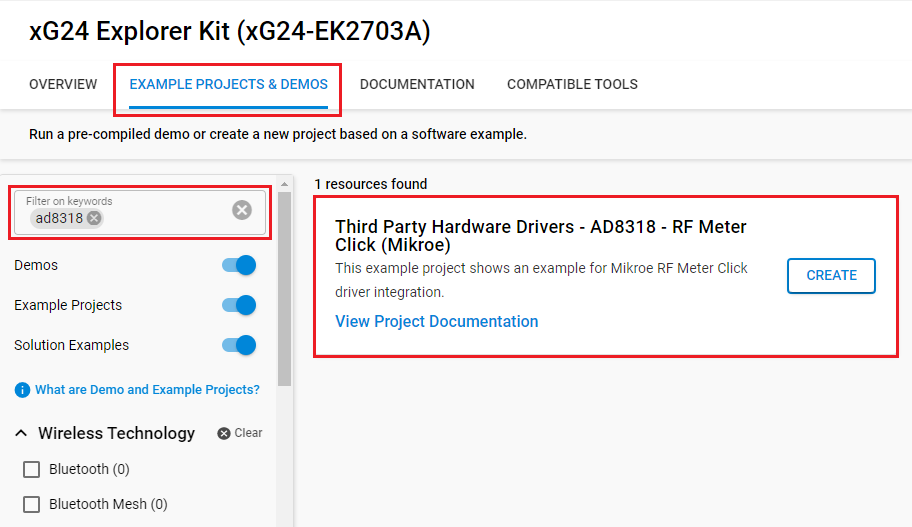 xG24 Explorer Kit (xG24-EK2703A)
OVERVIEW EXAMPLE PROJECTS & DEMOS DOCUMENTATION COMPATIBLE TOOLS
Run a pre-compiled demo or create a new project based on a software example.
Filter on keywords
ad8318
Demos
Example Projects
Solution Examples
What are Demo and Example Projects?
Wireless Technology Clear
Bluetooth (0)
Bluetooth Mesh (0)
1 resources found
Third Party Hardware Drivers - AD8318 - RF Meter
Click (Mikroe)
This example project shows an example for Mikroe RF Meter Click
driver integration.
View Project Documentation
CREATE